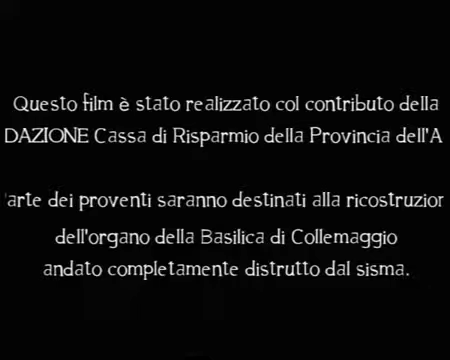 Questo film è stato realizzato col contributo della
DAZIONE Cassa di Risparmio della Provincia dell'A
'arte dei proventi saranno destinati alla ricostruzior
dell'organo della Basilica di Collemaggio
andato completamente distrutto dal sisma.